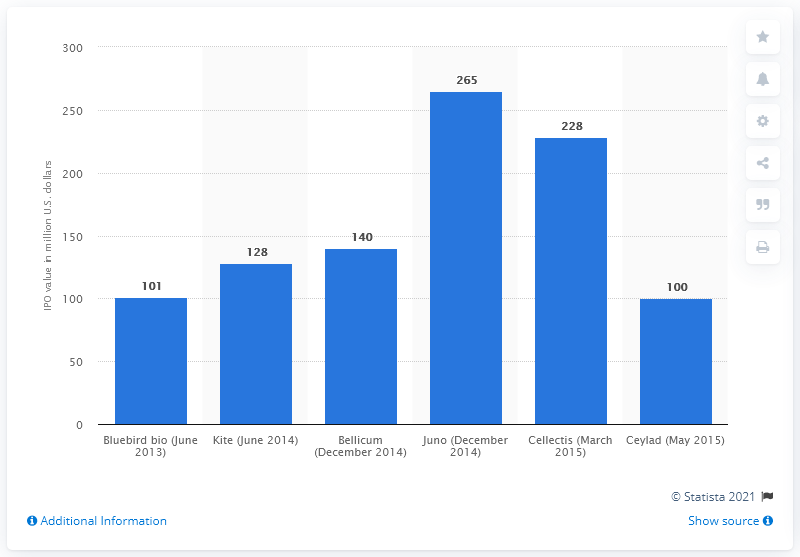 IPO value in million U.S. dollars
300
250
200
150
100
50
0
101
128
140
265
228
100
Bluebird bio (June
2013)
Kite (June 2014)
Bellicum
(December 2014)
Juno (December
2014)
Cellectis (March
2015)
Ceylad (May 2015)
© Statista 2021
Additional Information
Show source